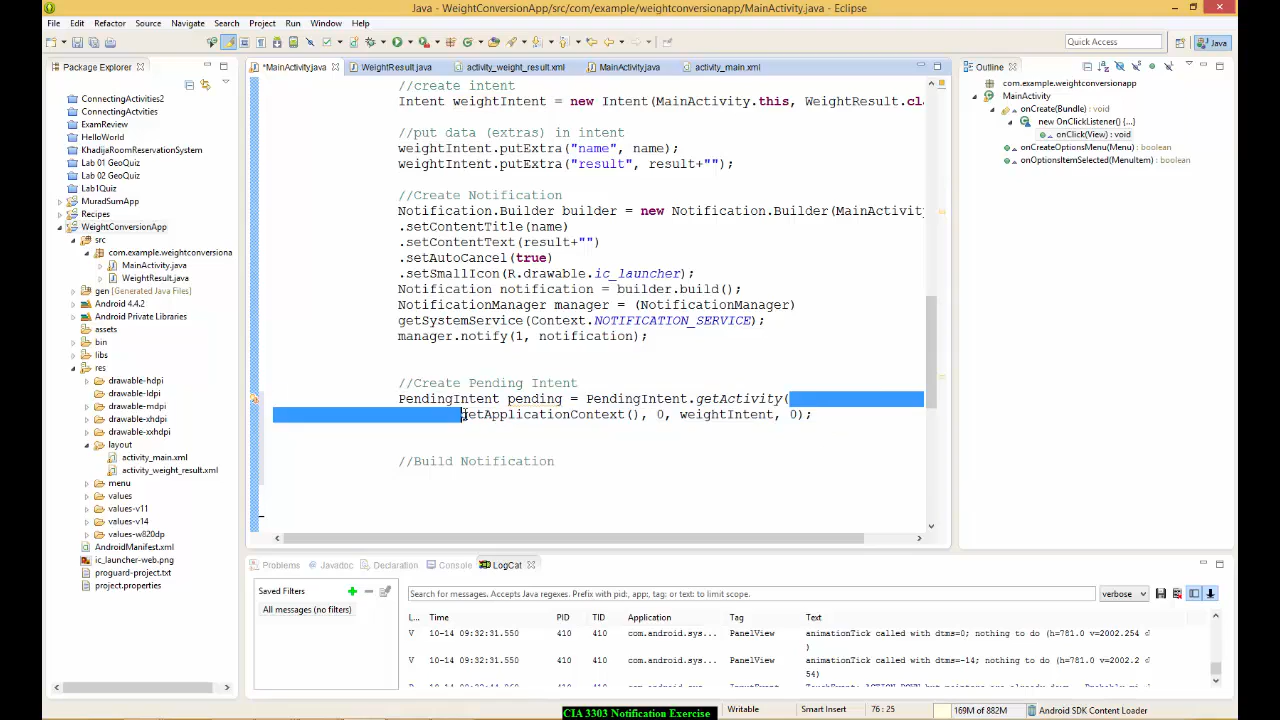 Java - WeightConversionApp/src/com/example/weightconversionapp/MainActivity.java - Eclipse
File Edit Refactor Source Navigate Search Project Run Window Help
Quick Access Java
Package Explorer
*MainActivity.java WeightResult.java activity_weight_result.xml MainActivity.java activity_main.xml
Outline
ConnectingActivities2
ConnectingActivities
ExamReview
HelloWorld
KhadijaRoomReservationSystem
Lab 01 GeoQuiz
Lab 02 GeoQuiz
Lab1Quiz
MuradSumApp
Recipes
WeightConversionApp
src
com.example.weightconversiona
MainActivity.java
WeightResult.java
gen [Generated Java Files]
Android 4.4.2
Android Private Libraries
assets
bin
libs
res
drawable-hdpi
drawable-ldpi
drawable-mdpi
drawable-xhdpi
drawable-xxhdpi
layout
activity_main.xml
activity_weight_result.xml
menu
values
values-v11
values-v14
values-w820dp
AndroidManifest.xml
ic_launcher-web.png
proguard-project.txt
project.properties
//create intent
Intent weightIntent = new Intent(MainActivity.this, WeightResult.cl
//put data (extras) in intent
weightIntent.putExtra("name", name);
weightIntent.putExtra("result", result+"");
//Create Notification
Notification.Builder builder = new Notification.Builder(MainActivit
.setContentTitle(name)
.setContentText(result+"")
.setAutoCancel(true)
.setSmallIcon(R.drawable.ic_launcher);
Notification notification = builder.build();
NotificationManager manager = (NotificationManager)
getSystemService(Context.NOTIFICATION_SERVICE);
manager.notify(1, notification);
//Create Pending Intent
PendingIntent pending = PendingIntent.getActivity(
getApplicationContext(), 0, weightIntent, 0);
//Build Notification
com.example.weightconversionapp
MainActivity
onCreate(Bundle) : void
new OnClickListener() {...}
onClick(View) : void
onCreateOptionsMenu(Menu) : boolean
onOptionsItemSelected(MenuItem) : boolean
Problems Javadoc Declaration Console LogCat
Saved Filters
All messages (no filters)
Search for messages. Accepts Java regexes. Prefix with pid:, app:, tag: or text: to limit scope.
verbose
L... Time PID TID Application Tag Text
V 10-14 09:32:31.550 410 410 com.android.sys... PanelView animationTick called with dtms=0; nothing to do (h=781.0 v=2002.254
)
V 10-14 09:32:31.550 410 410 com.android.sys... PanelView animationTick called with dtms=-14; nothing to do (h=781.0 v=2002.2
54)
CIA 3303 Notification Exercise
Writable Smart Insert 76 : 25 169M of 882M Android SDK Content Loader